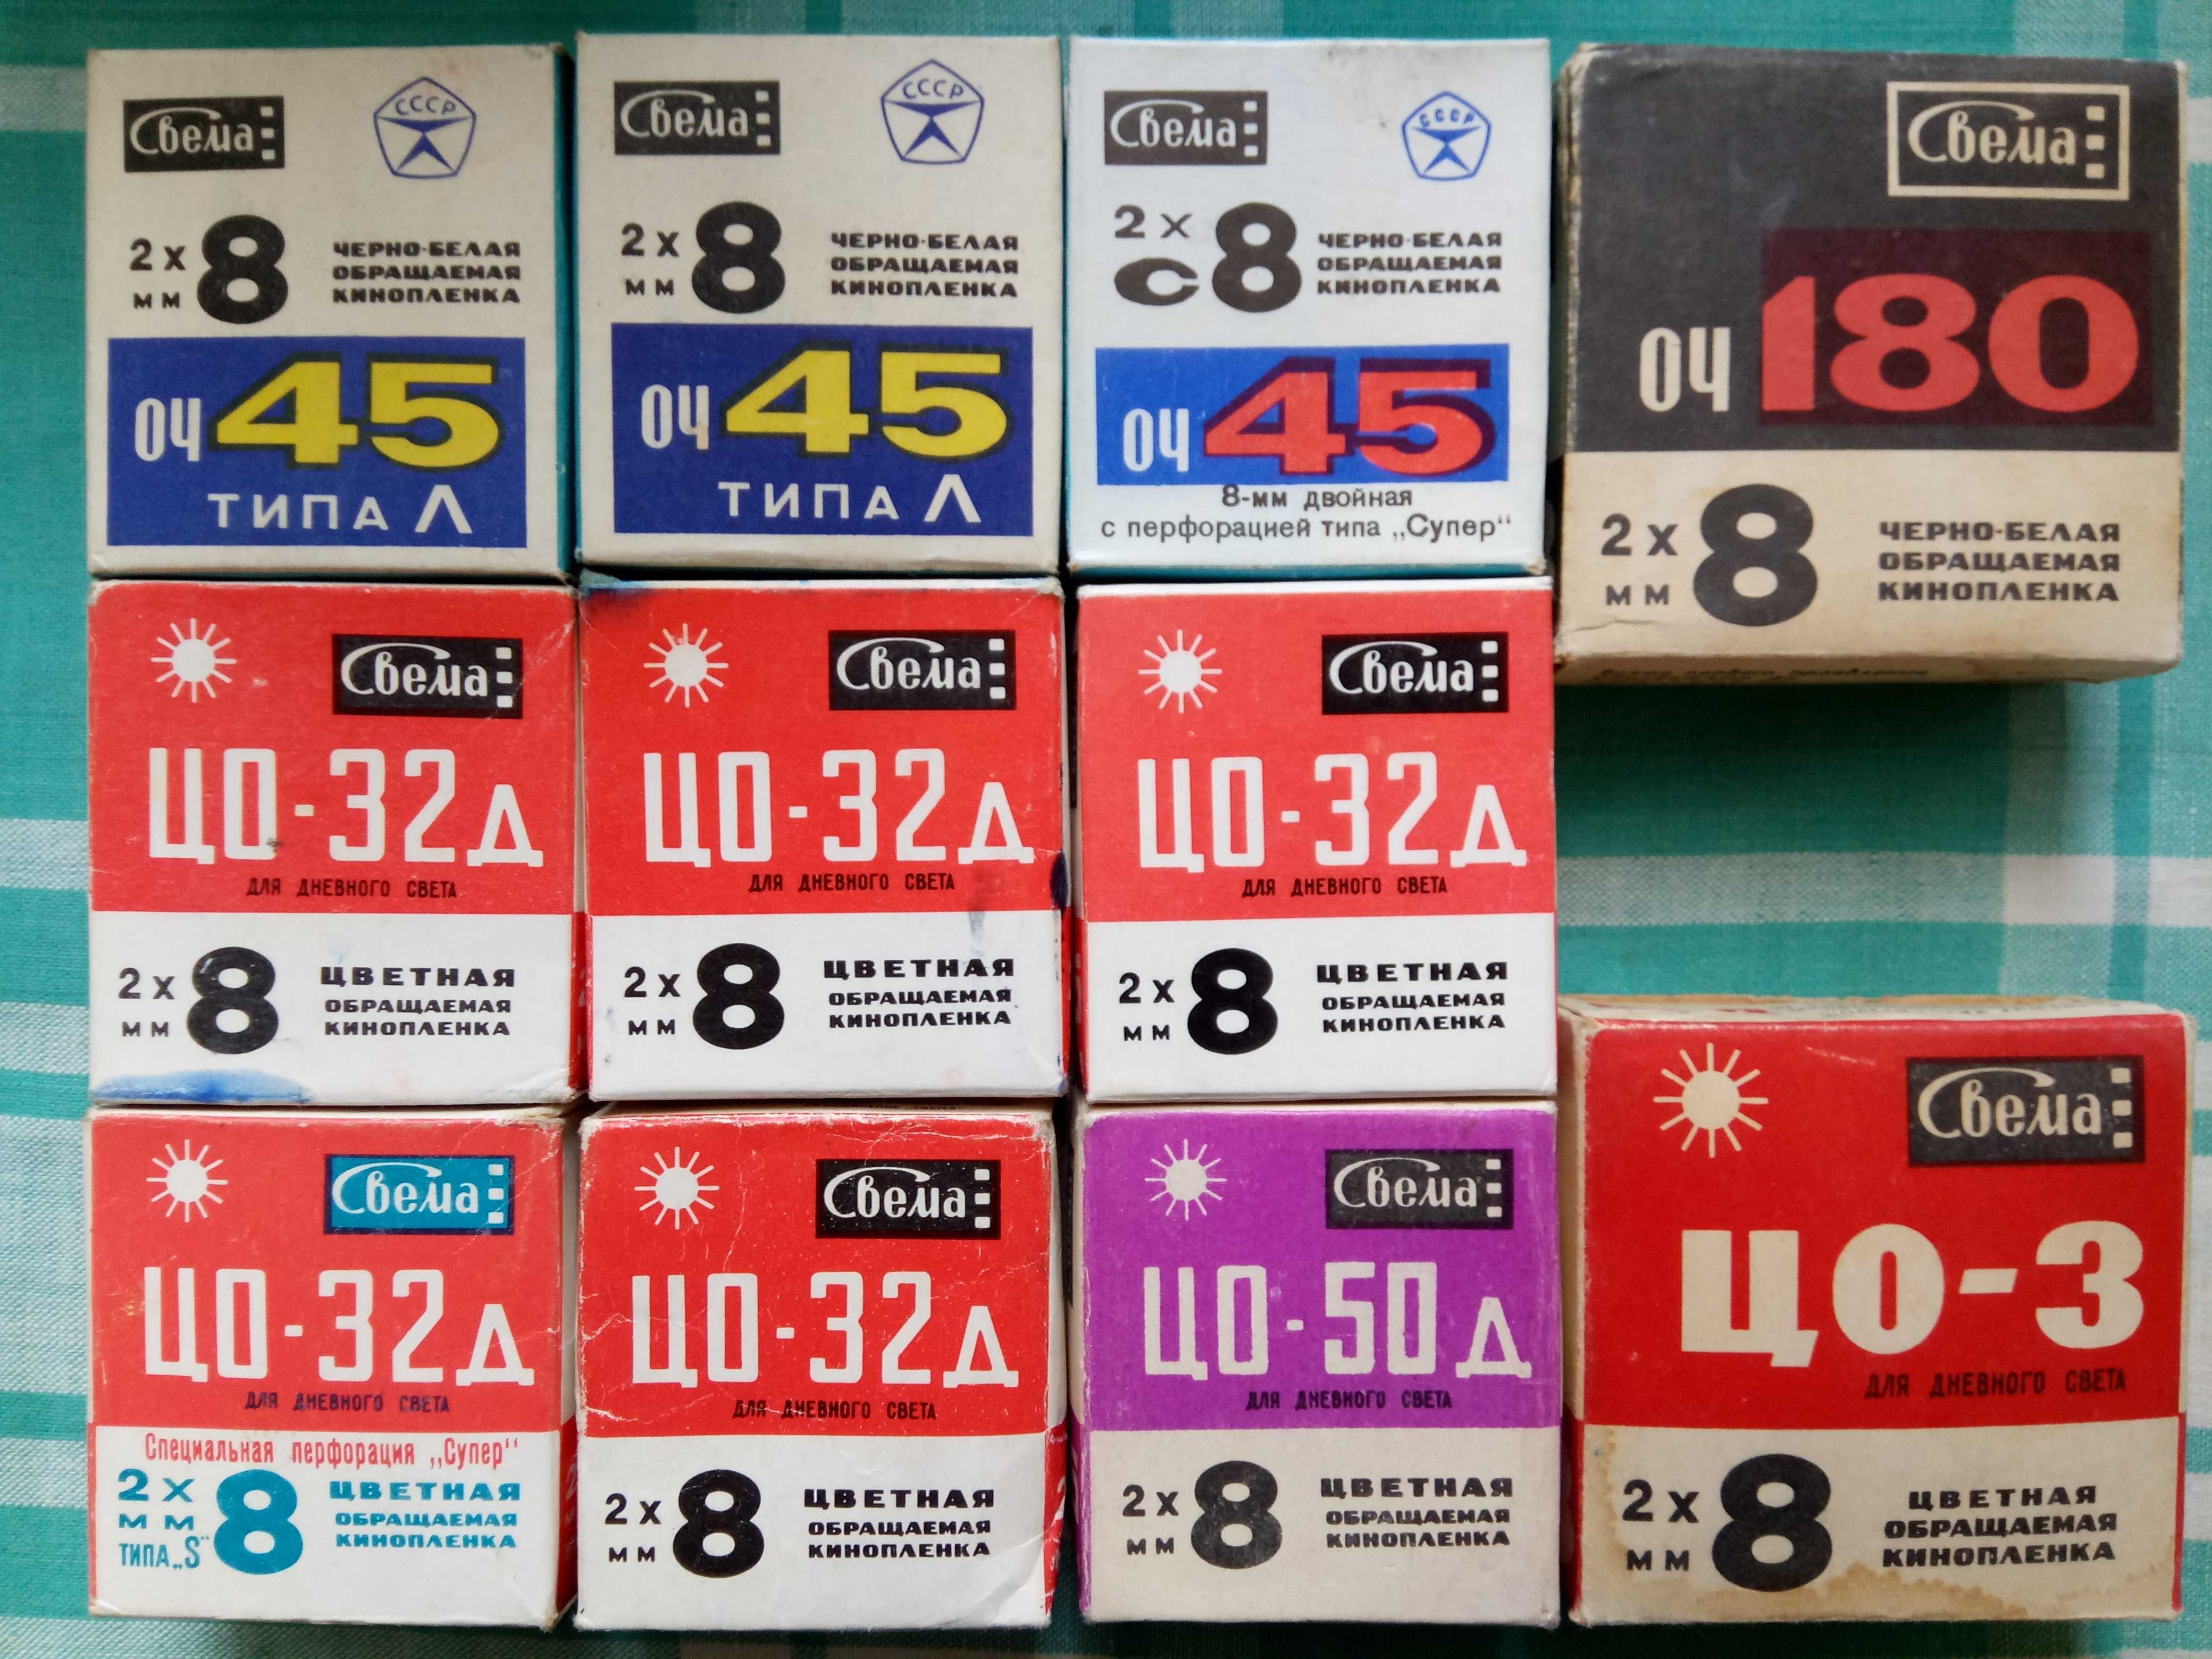 Свема
СССР
2 х 8
мм
ЧЕРНО-БЕЛАЯ
ОБРАЩАЕМАЯ
КИНОПЛЕНКА
ОЧ 45
ТИПА Л
Свема
СССР
2 х 8
мм
ЧЕРНО-БЕЛАЯ
ОБРАЩАЕМАЯ
КИНОПЛЕНКА
ОЧ 45
ТИПА Л
Свема
СССР
2 х С8
ЧЕРНО-БЕЛАЯ
ОБРАЩАЕМАЯ
КИНОПЛЕНКА
ОЧ 45
8-мм двойная
с перфорацией типа „Супер“
Свема
ОЧ 180
2 х 8
мм
ЧЕРНО-БЕЛАЯ
ОБРАЩАЕМАЯ
КИНОПЛЕНКА
Свема
ЦО-32Д
ДЛЯ ДНЕВНОГО СВЕТА
2 х 8
мм
ЦВЕТНАЯ
ОБРАЩАЕМАЯ
КИНОПЛЕНКА
Свема
ЦО-32Д
ДЛЯ ДНЕВНОГО СВЕТА
2 х 8
мм
ЦВЕТНАЯ
ОБРАЩАЕМАЯ
КИНОПЛЕНКА
Свема
ЦО-32Д
ДЛЯ ДНЕВНОГО СВЕТА
2 х 8
мм
ЦВЕТНАЯ
ОБРАЩАЕМАЯ
КИНОПЛЕНКА
Свема
ЦО-32Д
ДЛЯ ДНЕВНОГО СВЕТА
Специальная перфорация „Супер“
2 х 8
мм
ТИПА „S“
ЦВЕТНАЯ
ОБРАЩАЕМАЯ
КИНОПЛЕНКА
Свема
ЦО-32Д
ДЛЯ ДНЕВНОГО СВЕТА
2 х 8
мм
ЦВЕТНАЯ
ОБРАЩАЕМАЯ
КИНОПЛЕНКА
Свема
ЦО-50Д
ДЛЯ ДНЕВНОГО СВЕТА
2 х 8
мм
ЦВЕТНАЯ
ОБРАЩАЕМАЯ
КИНОПЛЕНКА
Свема
ЦО-3
ДЛЯ ДНЕВНОГО СВЕТА
2 х 8
мм
ЦВЕТНАЯ
ОБРАЩАЕМАЯ
КИНОПЛЕНКА